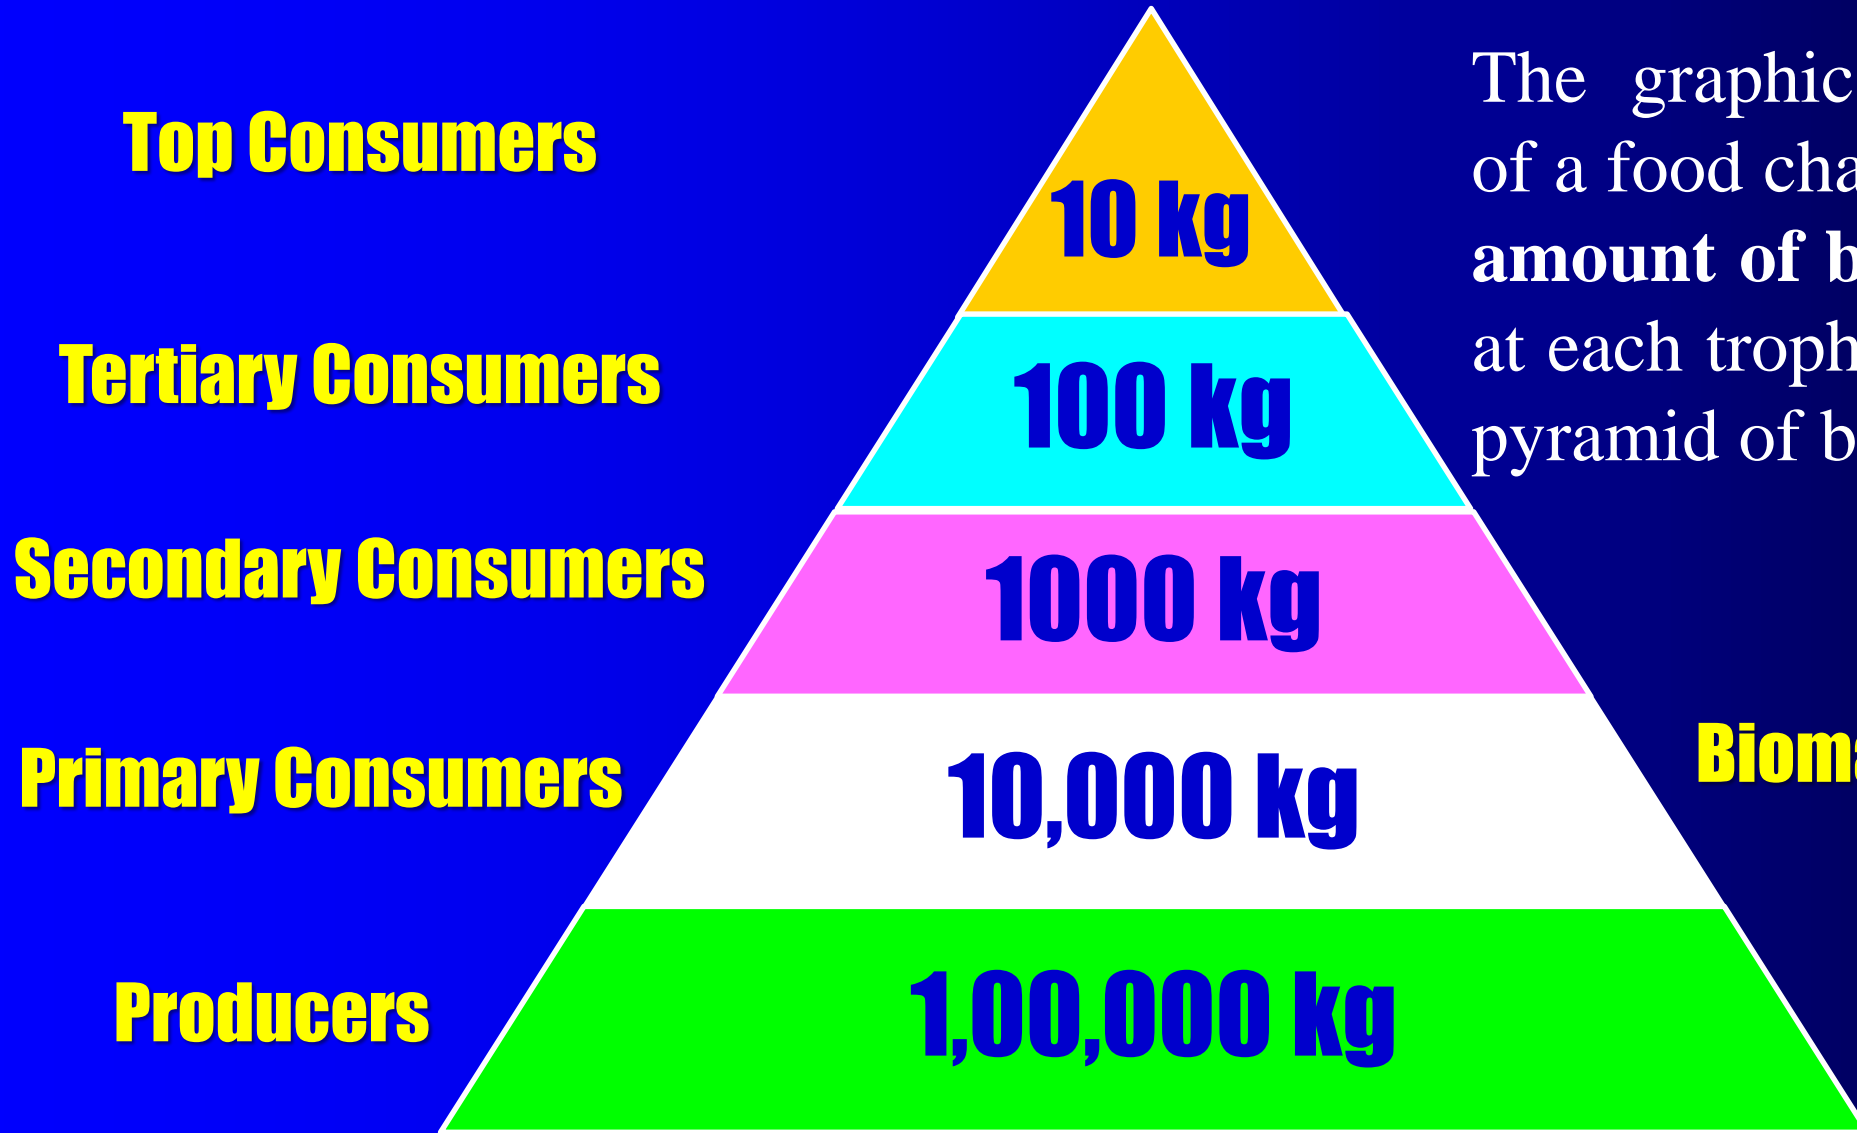 Top Consumers
10 kg
The graphic
of a food cha
amount of b
at each troph
pyramid of b
Tertiary Consumers
100 kg
Secondary Consumers
1000 kg
Primary Consumers
10,000 kg
Bioma
Producers
1,00,000 kg